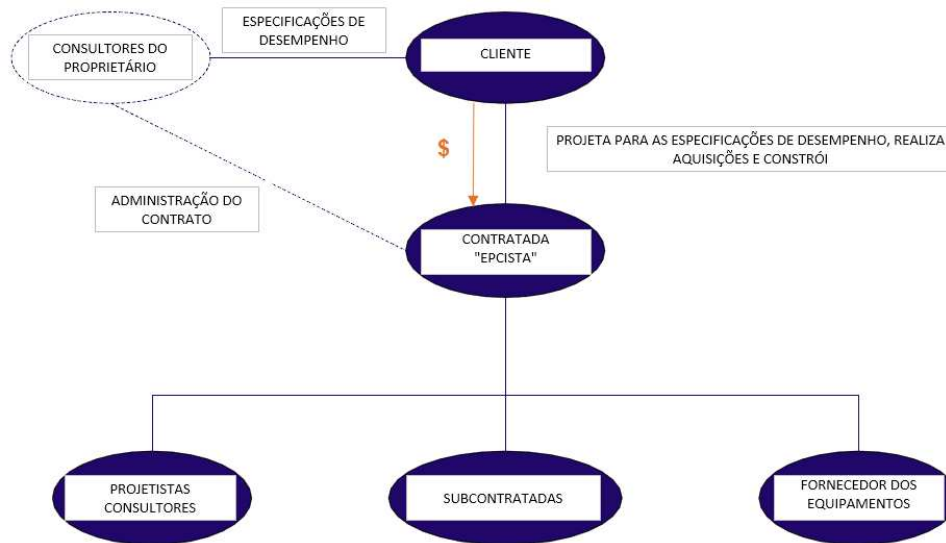 ESPECIFICAÇÕES DE
DESEMPENHO
CONSULTORES DO
PROPRIETÁRIO
CLIENTE
$
PROJETA PARA AS ESPECIFICAÇÕES DE DESEMPENHO, REALIZA
AQUISIÇÕES E CONSTRÓI
ADMINISTRAÇÃO DO
CONTRATO
CONTRATADA
"EPCISTA"
PROJETISTAS
CONSULTORES
SUBCONTRATADAS
FORNECEDOR DOS
EQUIPAMENTOS